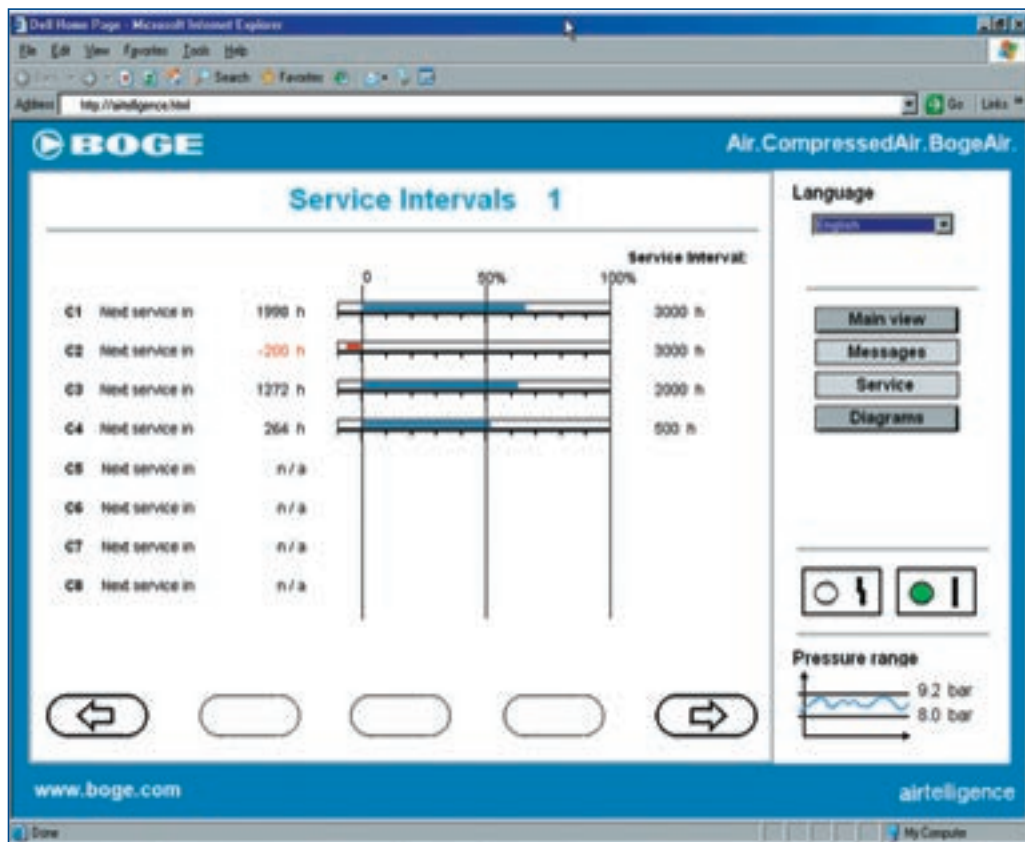 Dell Home Page - Microsoft Internet Explorer
File Edit View Favorites Tools Help
Search Favorites
Address http://airtelligence.html Go Links »
BOGE
Air.CompressedAir.BogeAir.
Service Intervals 1
Service Interval:
0 50% 100%
C1 Next service in 1998 h 3000 h
C2 Next service in -200 h 3000 h
C3 Next service in 1272 h 2000 h
C4 Next service in 264 h 500 h
C5 Next service in n/a
C6 Next service in n/a
C7 Next service in n/a
C8 Next service in n/a
Language
English
Main view
Messages
Service
Diagrams
Pressure range
9.2 bar
8.0 bar
www.boge.com
airtelligence
Done
My Computer